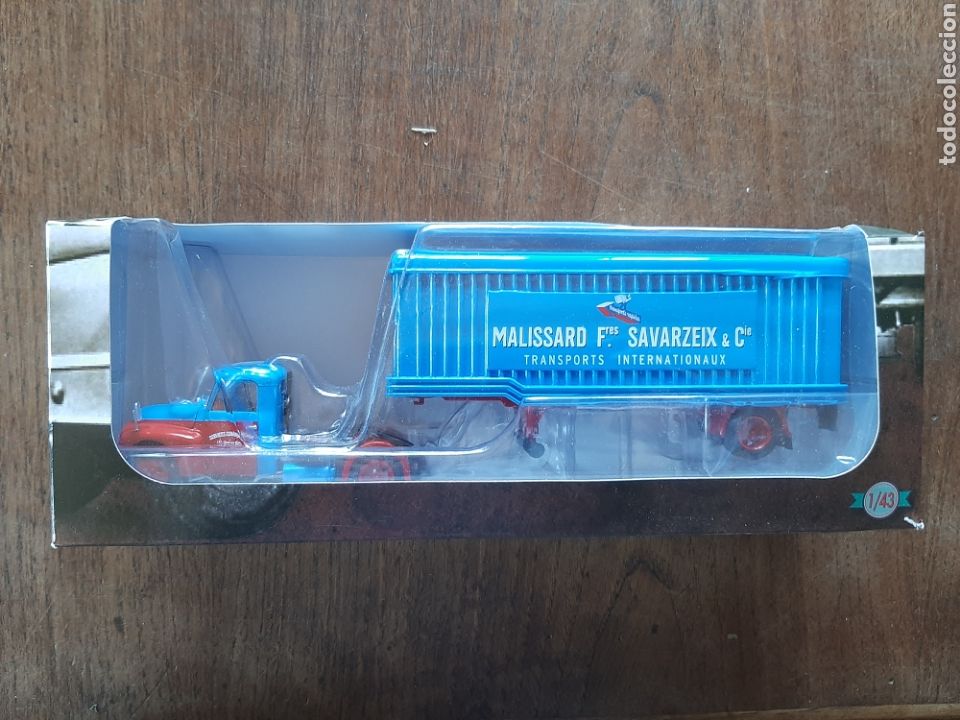 MALISSARD Fres. SAVARZEIX & Cie
TRANSPORTS INTERNATIONAUX
1/43
todocoleccion